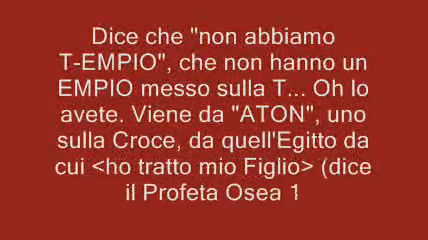 Dice che "non abbiamo
T-EMPIO", che non hanno un
EMPIO messo sulla T... Oh lo
avete. Viene da "ATON", uno
sulla Croce, da quell'Egitto da
cui <ho tratto mio Figlio> (dice
il Profeta Osea 1